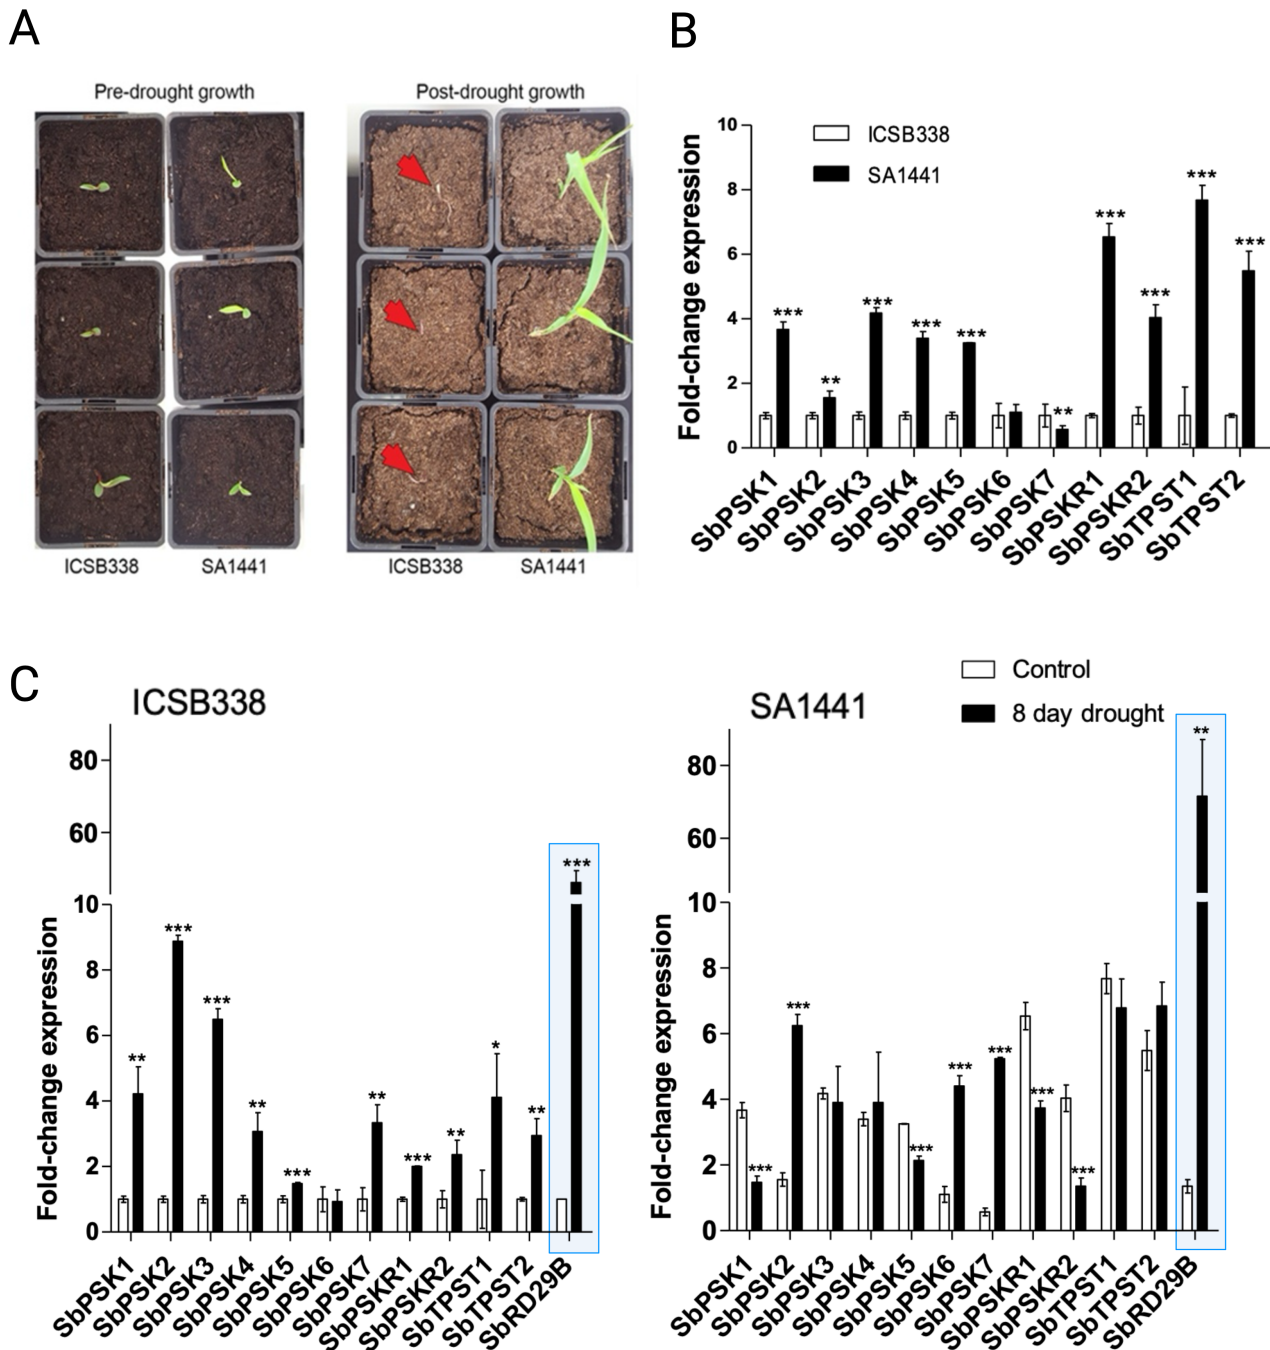 A
Pre-drought growth
Post-drought growth
ICSB338
SA1441
ICSB338
SA1441
B
Fold-change expression
10
8
6
4
2
0
ICSB338
SA1441
***
**
***
***
***
**
***
***
***
***
SbPSK1
SbPSK2
SbPSK3
SbPSK4
SbPSK5
SbPSK6
SbPSK7
SbPSKR1
SbPSKR2
SbTPST1
SbTPST2
C
ICSB338
Fold-change expression
80
60
10
8
6
4
2
0
**
***
***
**
***
**
***
**
*
**
***
SbPSK1
SbPSK2
SbPSK3
SbPSK4
SbPSK5
SbPSK6
SbPSK7
SbPSKR1
SbPSKR2
SbTPST1
SbTPST2
SbRD29B
SA1441
Control
8 day drought
Fold-change expression
80
60
10
8
6
4
2
0
***
***
***
***
***
***
***
**
SbPSK1
SbPSK2
SbPSK3
SbPSK4
SbPSK5
SbPSK6
SbPSK7
SbPSKR1
SbPSKR2
SbTPST1
SbTPST2
SbRD29B